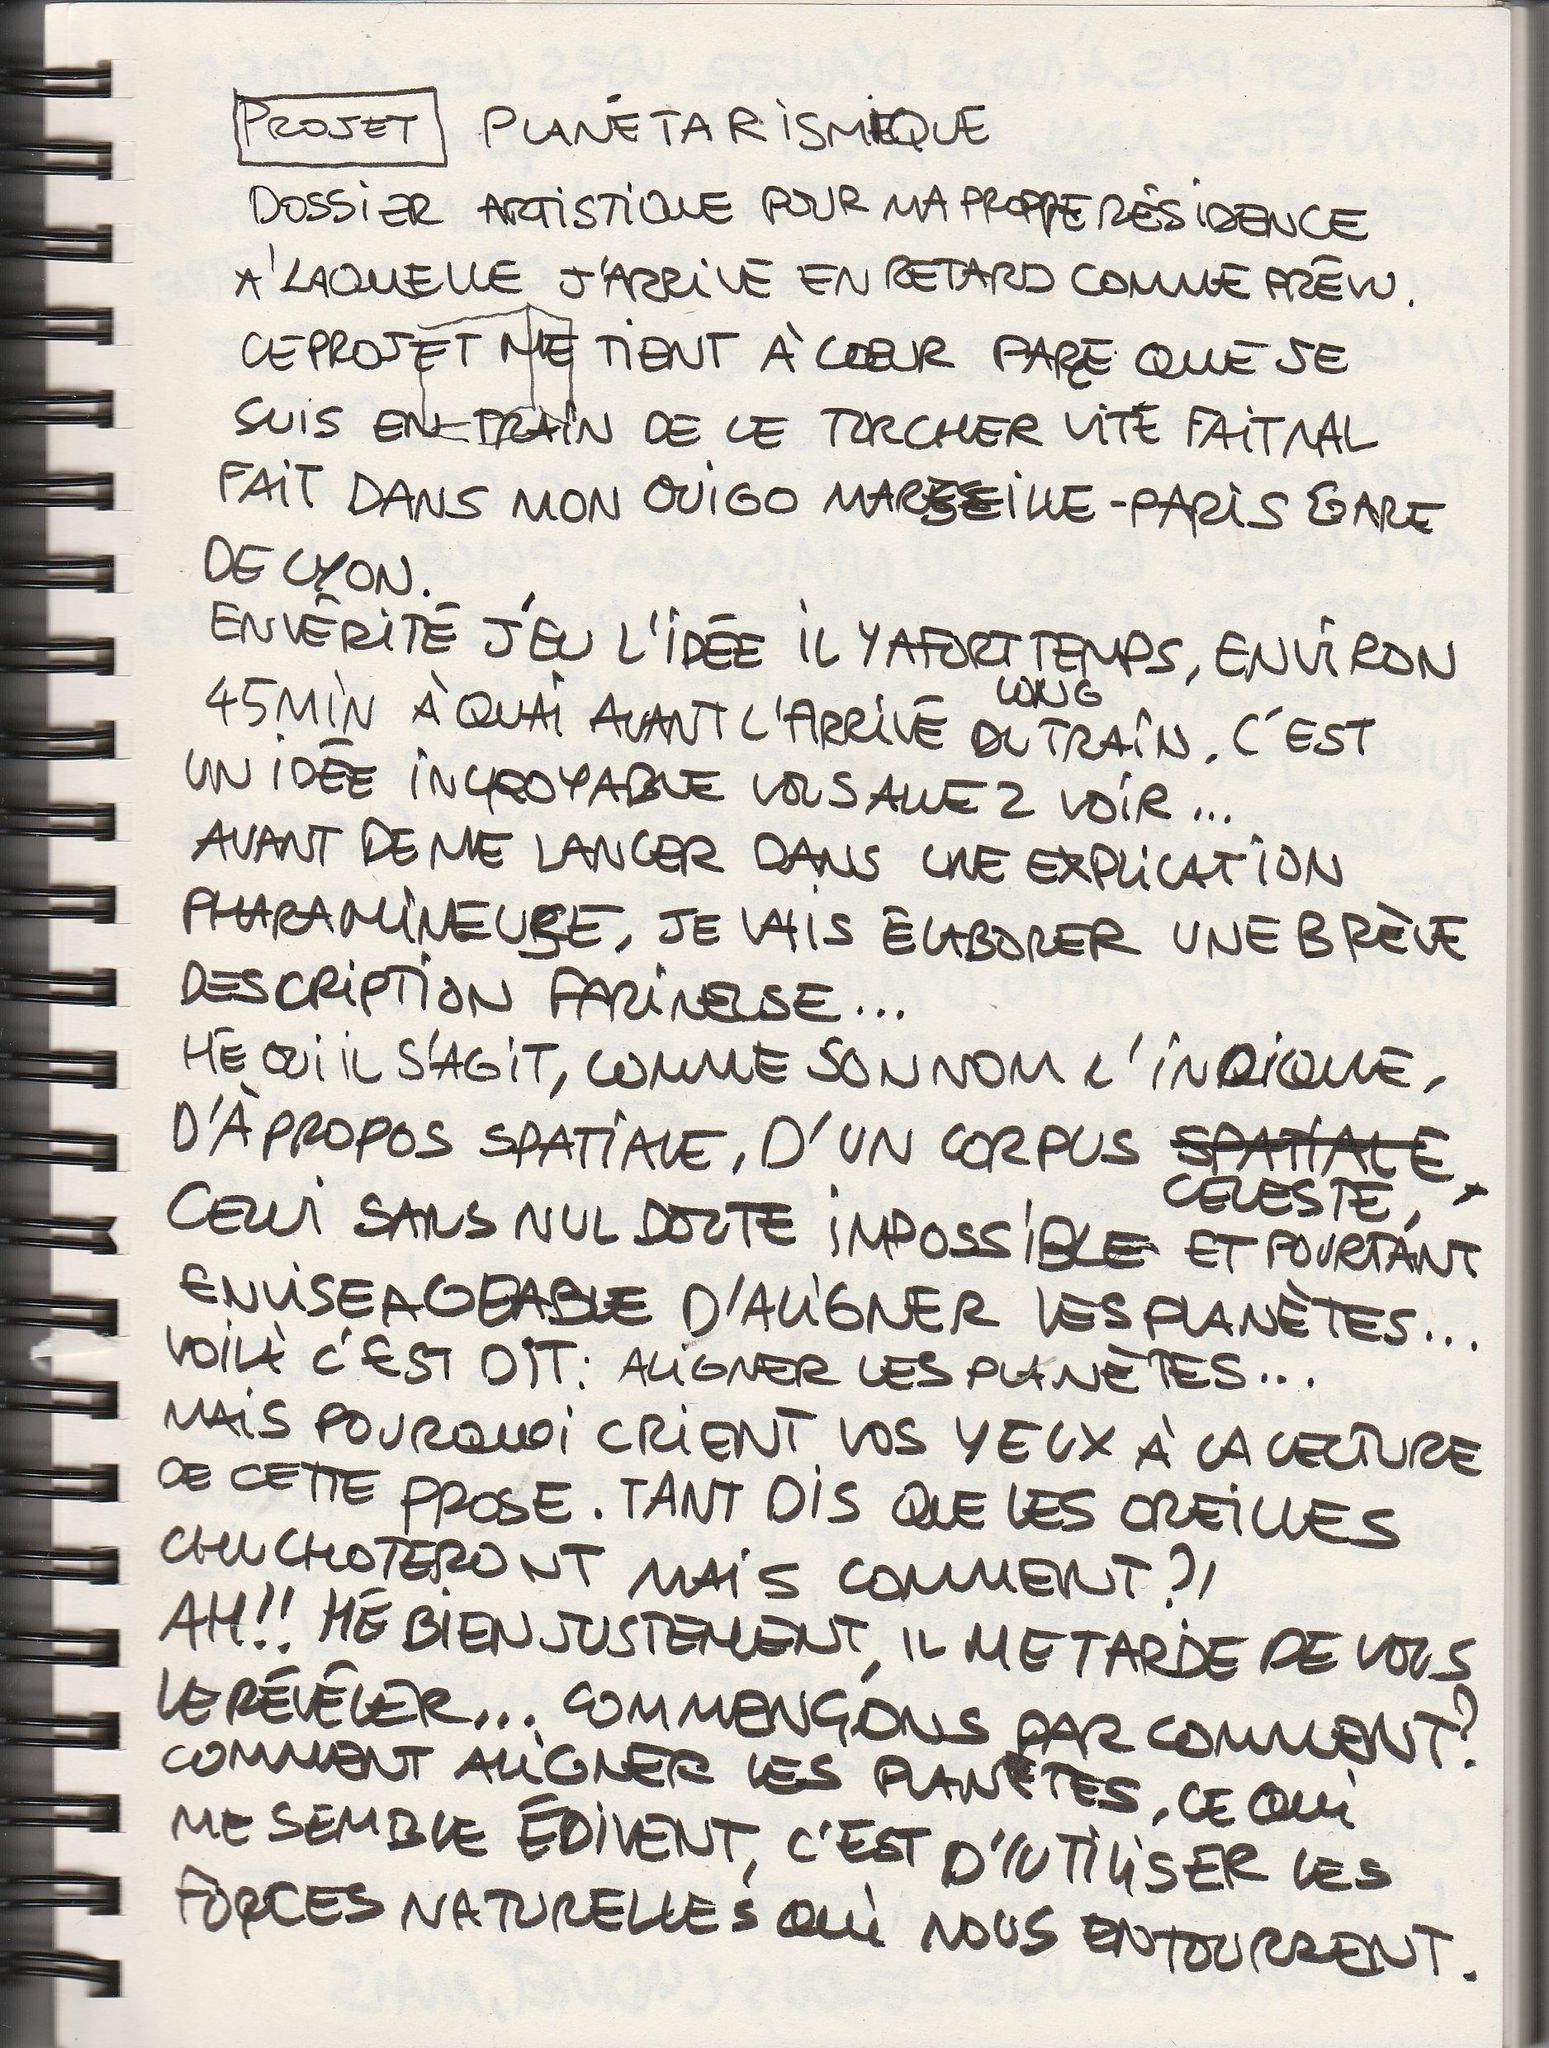 PROJET PLANÉTARISMIQUE
DOSSIER ARTISTIQUE POUR MA PROPRE RÉSIDENCE
A LAQUELLE J'ARRIVE EN RETARD COMME PRÉVU.
CE PROJET ME TIENT À CŒUR PARCE QUE JE
SUIS EN TRAIN DE LE TORCHER VITE FAIT MAL
FAIT DANS MON OUIGO MARSEILLE-PARIS GARE
DE LYON.
EN VÉRITÉ J'EU L'IDÉE IL Y A FORT TEMPS, ENVIRON
LONG
45MIN À QUAI AVANT L'ARRIVÉ DU TRAIN. C'EST
UN IDÉE INCROYABLE VOUS ALLEZ VOIR...
AVANT DE ME LANCER DANS UNE EXPLICATION
PHARAMINEUSE, JE VAIS ÉLABORER UNE BRÈVE
DESCRIPTION FARINEUSE...
HÉ OUI IL S'AGIT, COMME SON NOM L'INDIQUE,
D'À PROPOS SPATIALE, D'UN CORPUS SPATIALE,
CÉLESTE,
CELUI SANS NUL DOUTE IMPOSSIBLE ET POURTANT
ENVISEAGEABLE D'ALIGNER LES PLANÈTES...
VOILÀ C'EST DIT: ALIGNER LES PLANÈTES...
MAIS POURQUOI CRIENT VOS YEUX À LA LECTURE
DE CETTE PROSE. TANT DIS QUE LES OREILLES
CHUCHOTERONT MAIS COMMENT?!
AH!! HÉ BIEN JUSTEMENT, IL ME TARDE DE VOUS
LE RÉVÉLER... COMMENÇONS PAR COMMENT?
COMMENT ALIGNER LES PLANÈTES, CE QUI
ME SEMBLE ÉDIVENT, C'EST D'UTILISER LES
FORCES NATURELLES QUI NOUS ENTOURRENT.